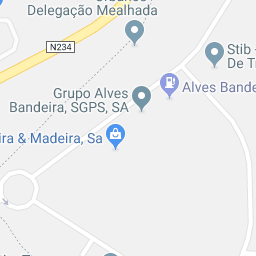 Delegação Mealhada
N234
Stib -
De T
Grupo Alves
Bandeira, SGPS, SA
Alves Bande
ira & Madeira, Sa